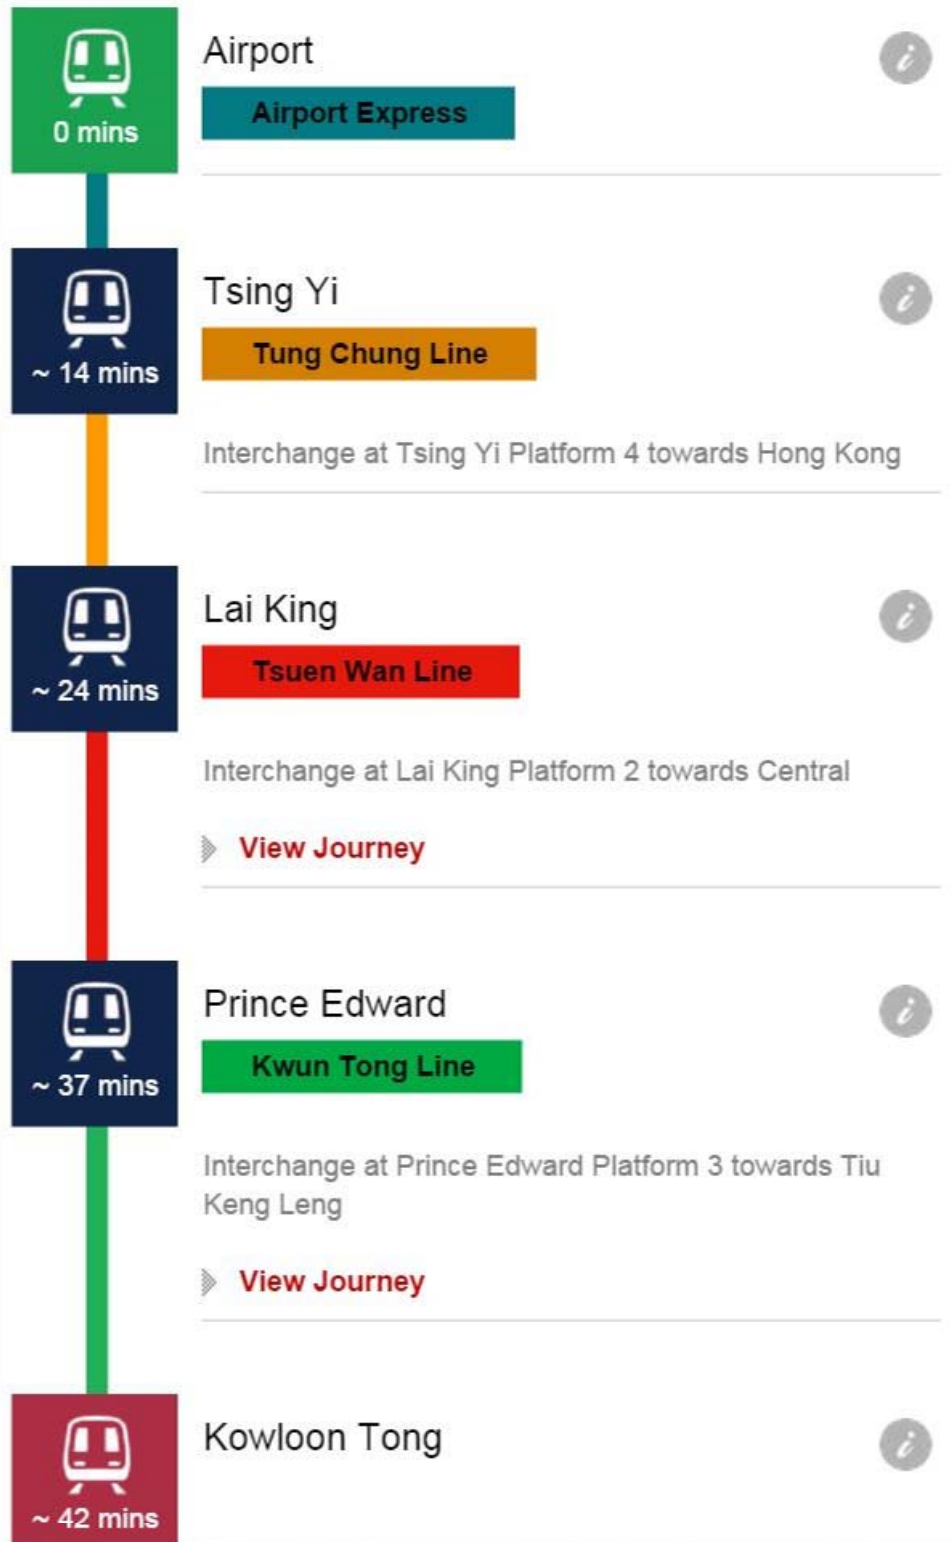 Airport
Airport Express
0 mins
Tsing Yi
Tung Chung Line
~ 14 mins
Interchange at Tsing Yi Platform 4 towards Hong Kong
Lai King
Tsuen Wan Line
~ 24 mins
Interchange at Lai King Platform 2 towards Central
View Journey
Prince Edward
Kwun Tong Line
~ 37 mins
Interchange at Prince Edward Platform 3 towards Tiu
Keng Leng
View Journey
Kowloon Tong
~ 42 mins